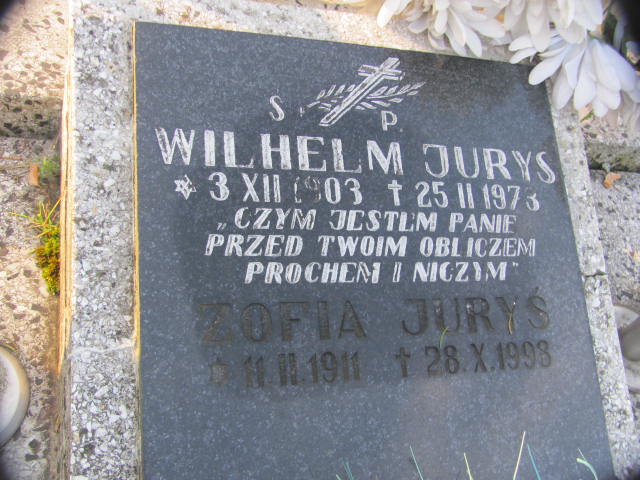 S P
WILHELM JURYS
* 3 XII 1903 † 25 II 1973
„CZYM JESTEM PANIE
PRZED TWOIM OBLICZEM
PROCHEM I NICZYM"
ZOFIA JURYŚ
* 11.II.1911 † 28.X.1998